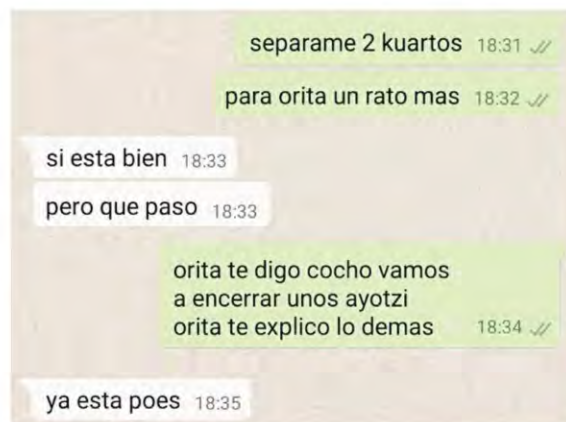 separame 2 kuartos 18:31
para orita un rato mas 18:32
si esta bien 18:33
pero que paso 18:33
orita te digo cocho vamos
a encerrar unos ayotzi
orita te explico lo demas 18:34
ya esta poes 18:35